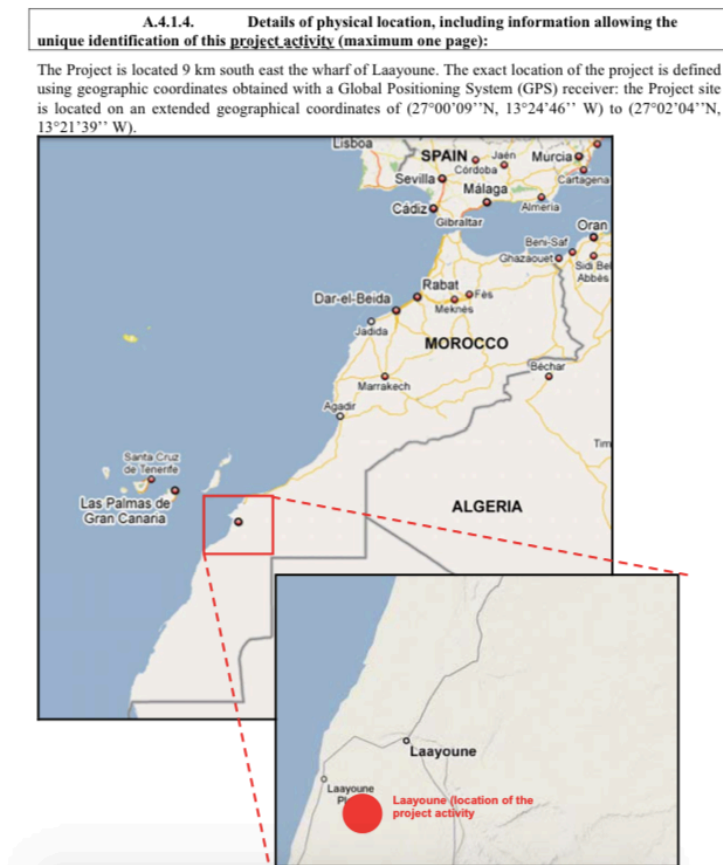 A.4.1.4. Details of physical location, including information allowing the
unique identification of this project activity (maximum one page):
The Project is located 9 km south east the wharf of Laayoune. The exact location of the project is defined
using geographic coordinates obtained with a Global Positioning System (GPS) receiver: the Project site
is located on an extended geographical coordinates of (27°00'09''N, 13°24'46'' W) to (27°02'04''N,
13°21'39'' W).
Lisboa
SPAIN
Jaén
Murcia
Córdoba
Sevilla
Cartagena
Málaga
Cádiz
Almería
Gibraltar
Oran
Beni-Saf
Ghazaouet
Sidi Bel
Abbès
Rabat
Fès
Dar-el-Beida
Meknès
Jadida
MOROCCO
Béchar
Marrakech
Agadir
Tim
Santa Cruz
de Tenerife
Las Palmas de
Gran Canaria
ALGERIA
Laayoune
Laayoune
Pl
Laayoune (location of the
project activity